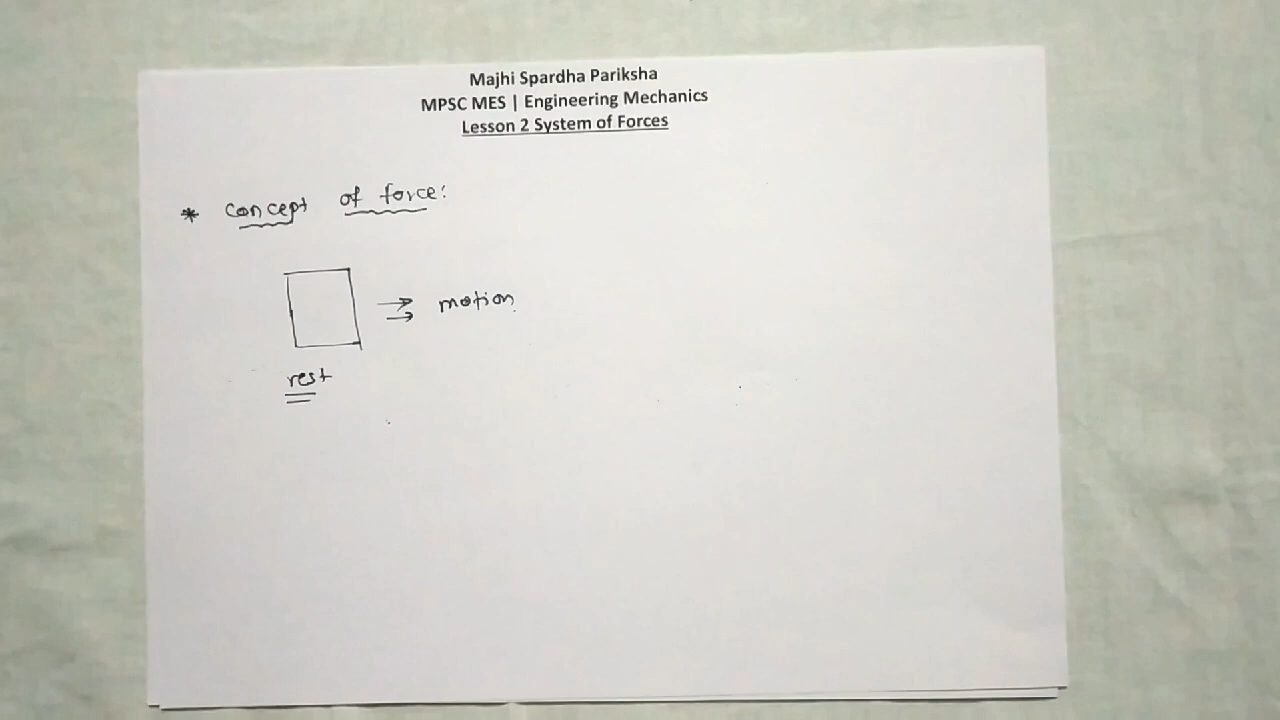 Majhi Spardha Pariksha
MPSC MES | Engineering Mechanics
Lesson 2 System of Forces
* concept of force:
motion
rest